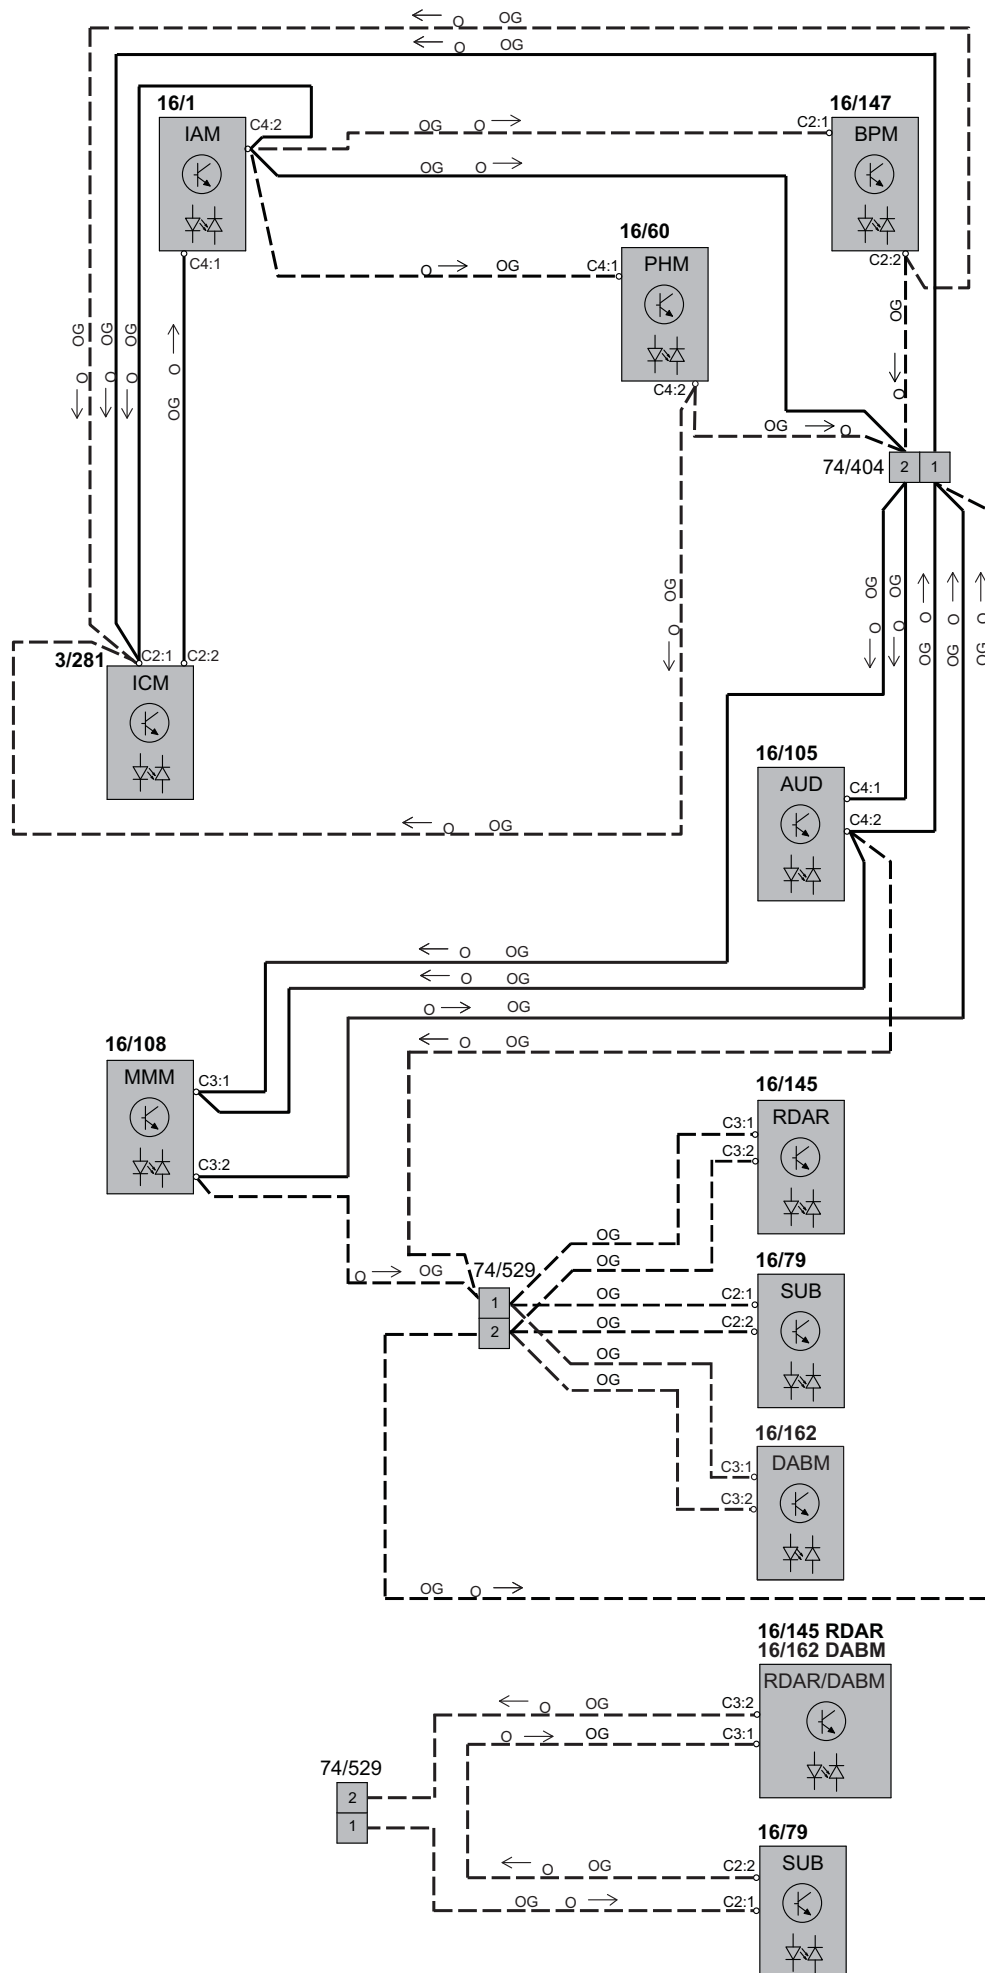 O OG
O OG
16/1
IAM
C4:2
C4:1
OG O
OG O
C2:1
16/147
BPM
C2:2
16/60
C4:1
PHM
C4:2
O OG
OG
O
OG O
74/404
2 1
O OG
O OG
O OG
OG O
O OG
O OG
O OG
OG O
OG O
OG O
3/281
C2:1
C2:2
ICM
16/105
AUD
C4:1
C4:2
O OG
O OG
O OG
O OG
O OG
16/108
MMM
C3:1
C3:2
16/145
RDAR
C3:1
C3:2
O OG
74/529
1
2
OG
OG
OG
OG
OG
OG
16/79
SUB
C2:1
C2:2
16/162
DABM
C3:1
C3:2
OG O
16/145 RDAR
16/162 DABM
RDAR/DABM
C3:2
C3:1
O OG
O OG
74/529
2
1
16/79
SUB
C2:2
C2:1
O OG
OG O